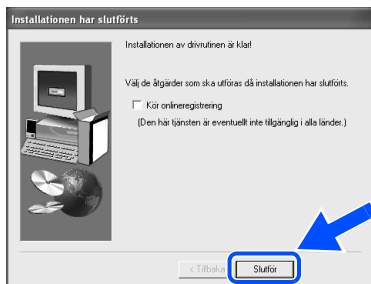 Installationen har slutförts
Installationen av drivrutinen är klar!
Välj de åtgärder som ska utföras då installationen har slutförts.
Kör onlineregistrering
(Den här tjänsten är eventuellt inte tillgänglig i alla länder.)
< Tillbaka
Slutför